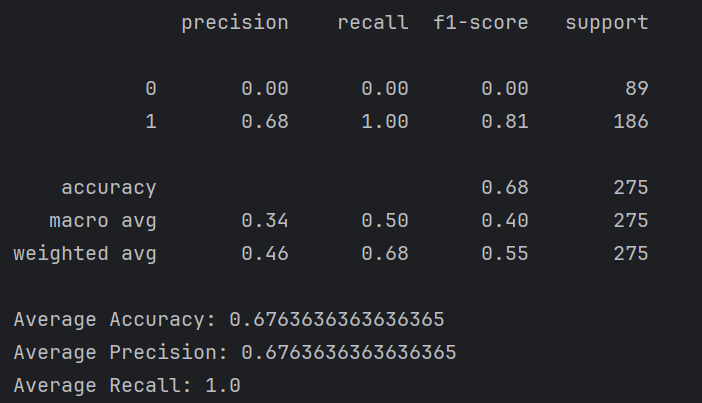 precision recall f1-score support
0 0.00 0.00 0.00 89
1 0.68 1.00 0.81 186
accuracy 0.68 275
macro avg 0.34 0.50 0.40 275
weighted avg 0.46 0.68 0.55 275
Average Accuracy: 0.6763636363636365
Average Precision: 0.6763636363636365
Average Recall: 1.0